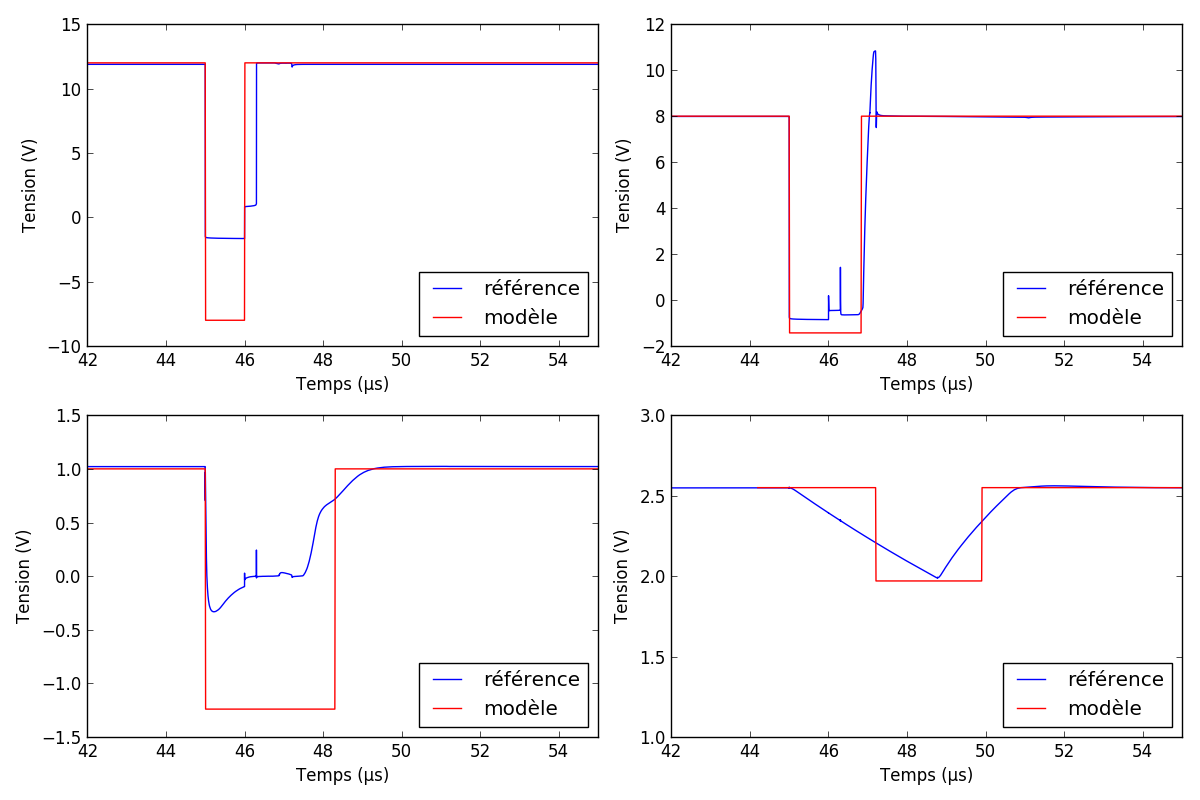 15
10
5
0
−5
−10
42 44 46 48 50 52 54
Tension (V)
Temps (µs)
référence
modèle
12
10
8
6
4
2
0
−2
42 44 46 48 50 52 54
Tension (V)
Temps (µs)
référence
modèle
1.5
1.0
0.5
0.0
−0.5
−1.0
−1.5
42 44 46 48 50 52 54
Tension (V)
Temps (µs)
référence
modèle
3.0
2.5
2.0
1.5
1.0
42 44 46 48 50 52 54
Tension (V)
Temps (µs)
référence
modèle